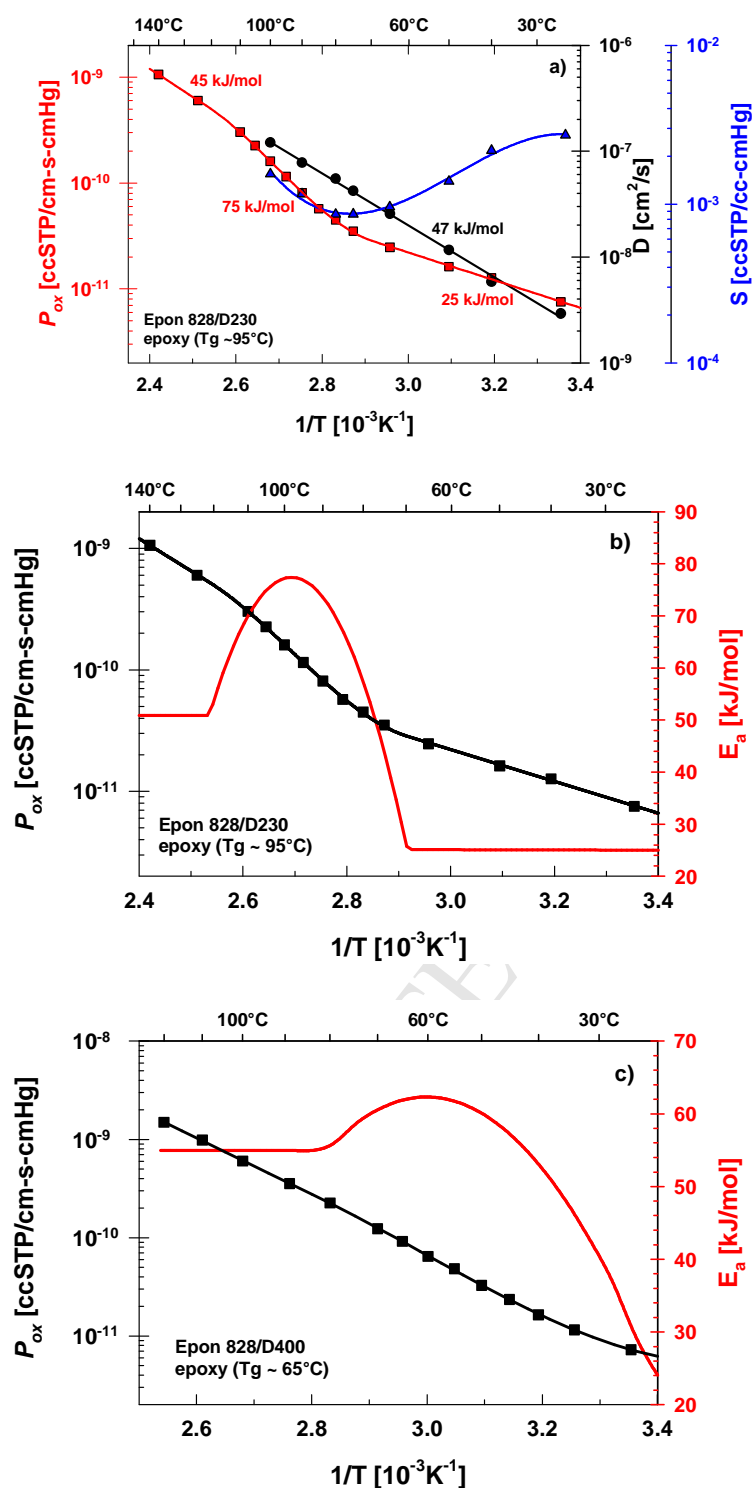 140°C 100°C 60°C 30°C
a)
45 kJ/mol
75 kJ/mol
47 kJ/mol
25 kJ/mol
Epon 828/D230
epoxy (Tg ~95°C)
10⁻⁹
10⁻¹⁰
10⁻¹¹
P_ox [ccSTP/cm-s-cmHg]
10⁻⁶
10⁻⁷
10⁻⁸
10⁻⁹
D [cm²/s]
10⁻²
10⁻³
10⁻⁴
S [ccSTP/cc-cmHg]
2.4 2.6 2.8 3.0 3.2 3.4
1/T [10⁻³K⁻¹]
140°C 100°C 60°C 30°C
b)
10⁻⁹
10⁻¹⁰
10⁻¹¹
P_ox [ccSTP/cm-s-cmHg]
Epon 828/D230
epoxy (Tg ~ 95°C)
90
80
70
60
50
40
30
20
E_a [kJ/mol]
2.4 2.6 2.8 3.0 3.2 3.4
1/T [10⁻³K⁻¹]
100°C 60°C 30°C
c)
10⁻⁸
10⁻⁹
10⁻¹⁰
10⁻¹¹
P_ox [ccSTP/cm-s-cmHg]
Epon 828/D400
epoxy (Tg ~ 65°C)
70
60
50
40
30
20
E_a [kJ/mol]
2.6 2.8 3.0 3.2 3.4
1/T [10⁻³K⁻¹]